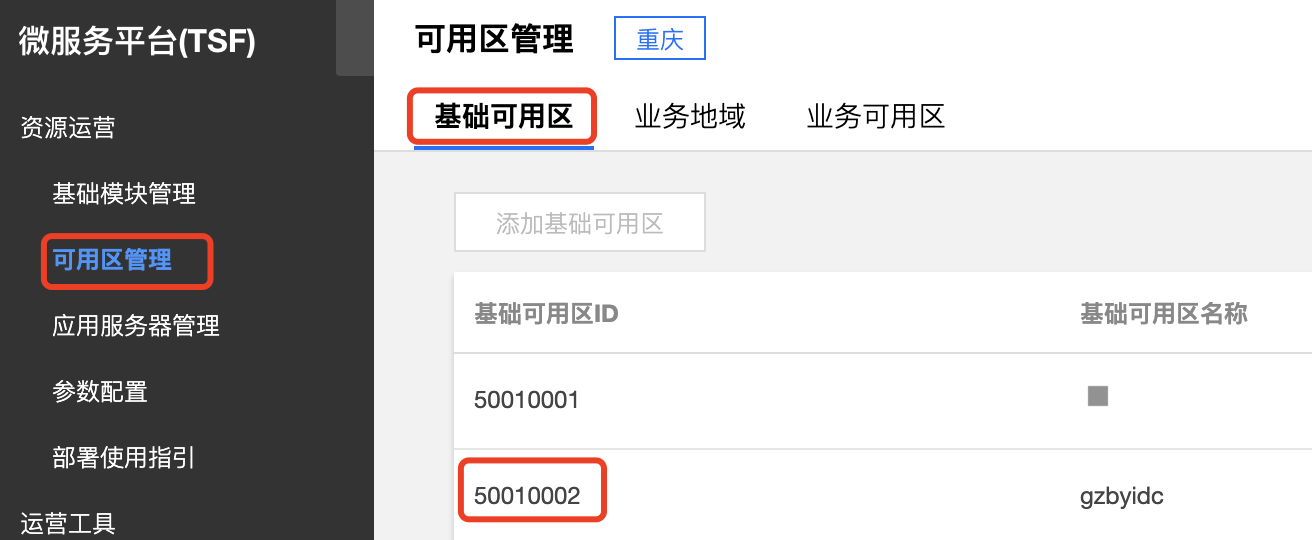 微服务平台(TSF)
资源运营
基础模块管理
可用区管理
应用服务器管理
参数配置
部署使用指引
运营工具
可用区管理 重庆
基础可用区 业务地域 业务可用区
添加基础可用区
基础可用区ID 基础可用区名称
50010001
50010002 gzbyidc